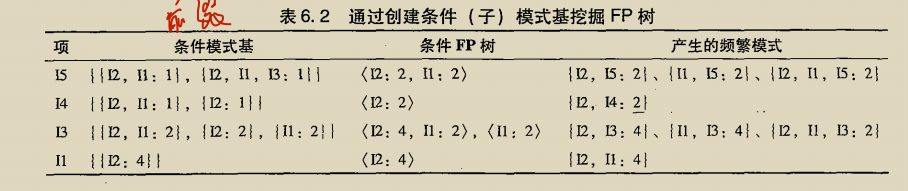 前缀
表 6.2 通过创建条件（子）模式基挖掘 FP 树
项 条件模式基 条件 FP 树 产生的频繁模式
I5 {{I2, I1: 1}, {I2, I1, I3: 1}} 〈I2: 2, I1: 2〉 {I2, I5: 2}、{I1, I5: 2}、{I2, I1, I5: 2}
I4 {{I2, I1: 1}, {I2: 1}} 〈I2: 2〉 {I2, I4: 2}
I3 {{I2, I1: 2}, {I2: 2}, {I1: 2}} 〈I2: 4, I1: 2〉, 〈I1: 2〉 {I2, I3: 4}、{I1, I3: 4}、{I2, I1, I3: 2}
I1 {{I2: 4}} 〈I2: 4〉 {I2, I1: 4}